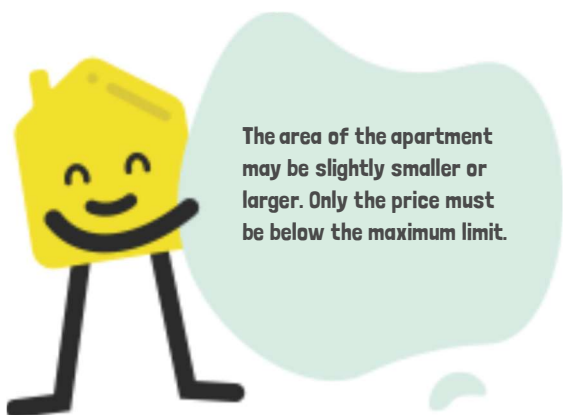 The area of the apartment
may be slightly smaller or
larger. Only the price must
be below the maximum limit.